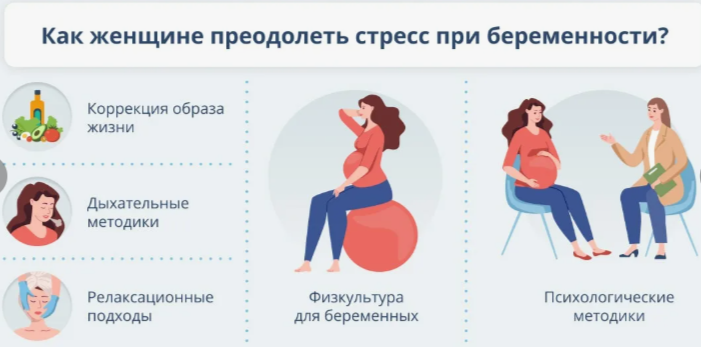 Как женщине преодолеть стресс при беременности?
Коррекция образа
жизни
Дыхательные
методики
Релаксационные
подходы
Физкультура
для беременных
Психологические
методики